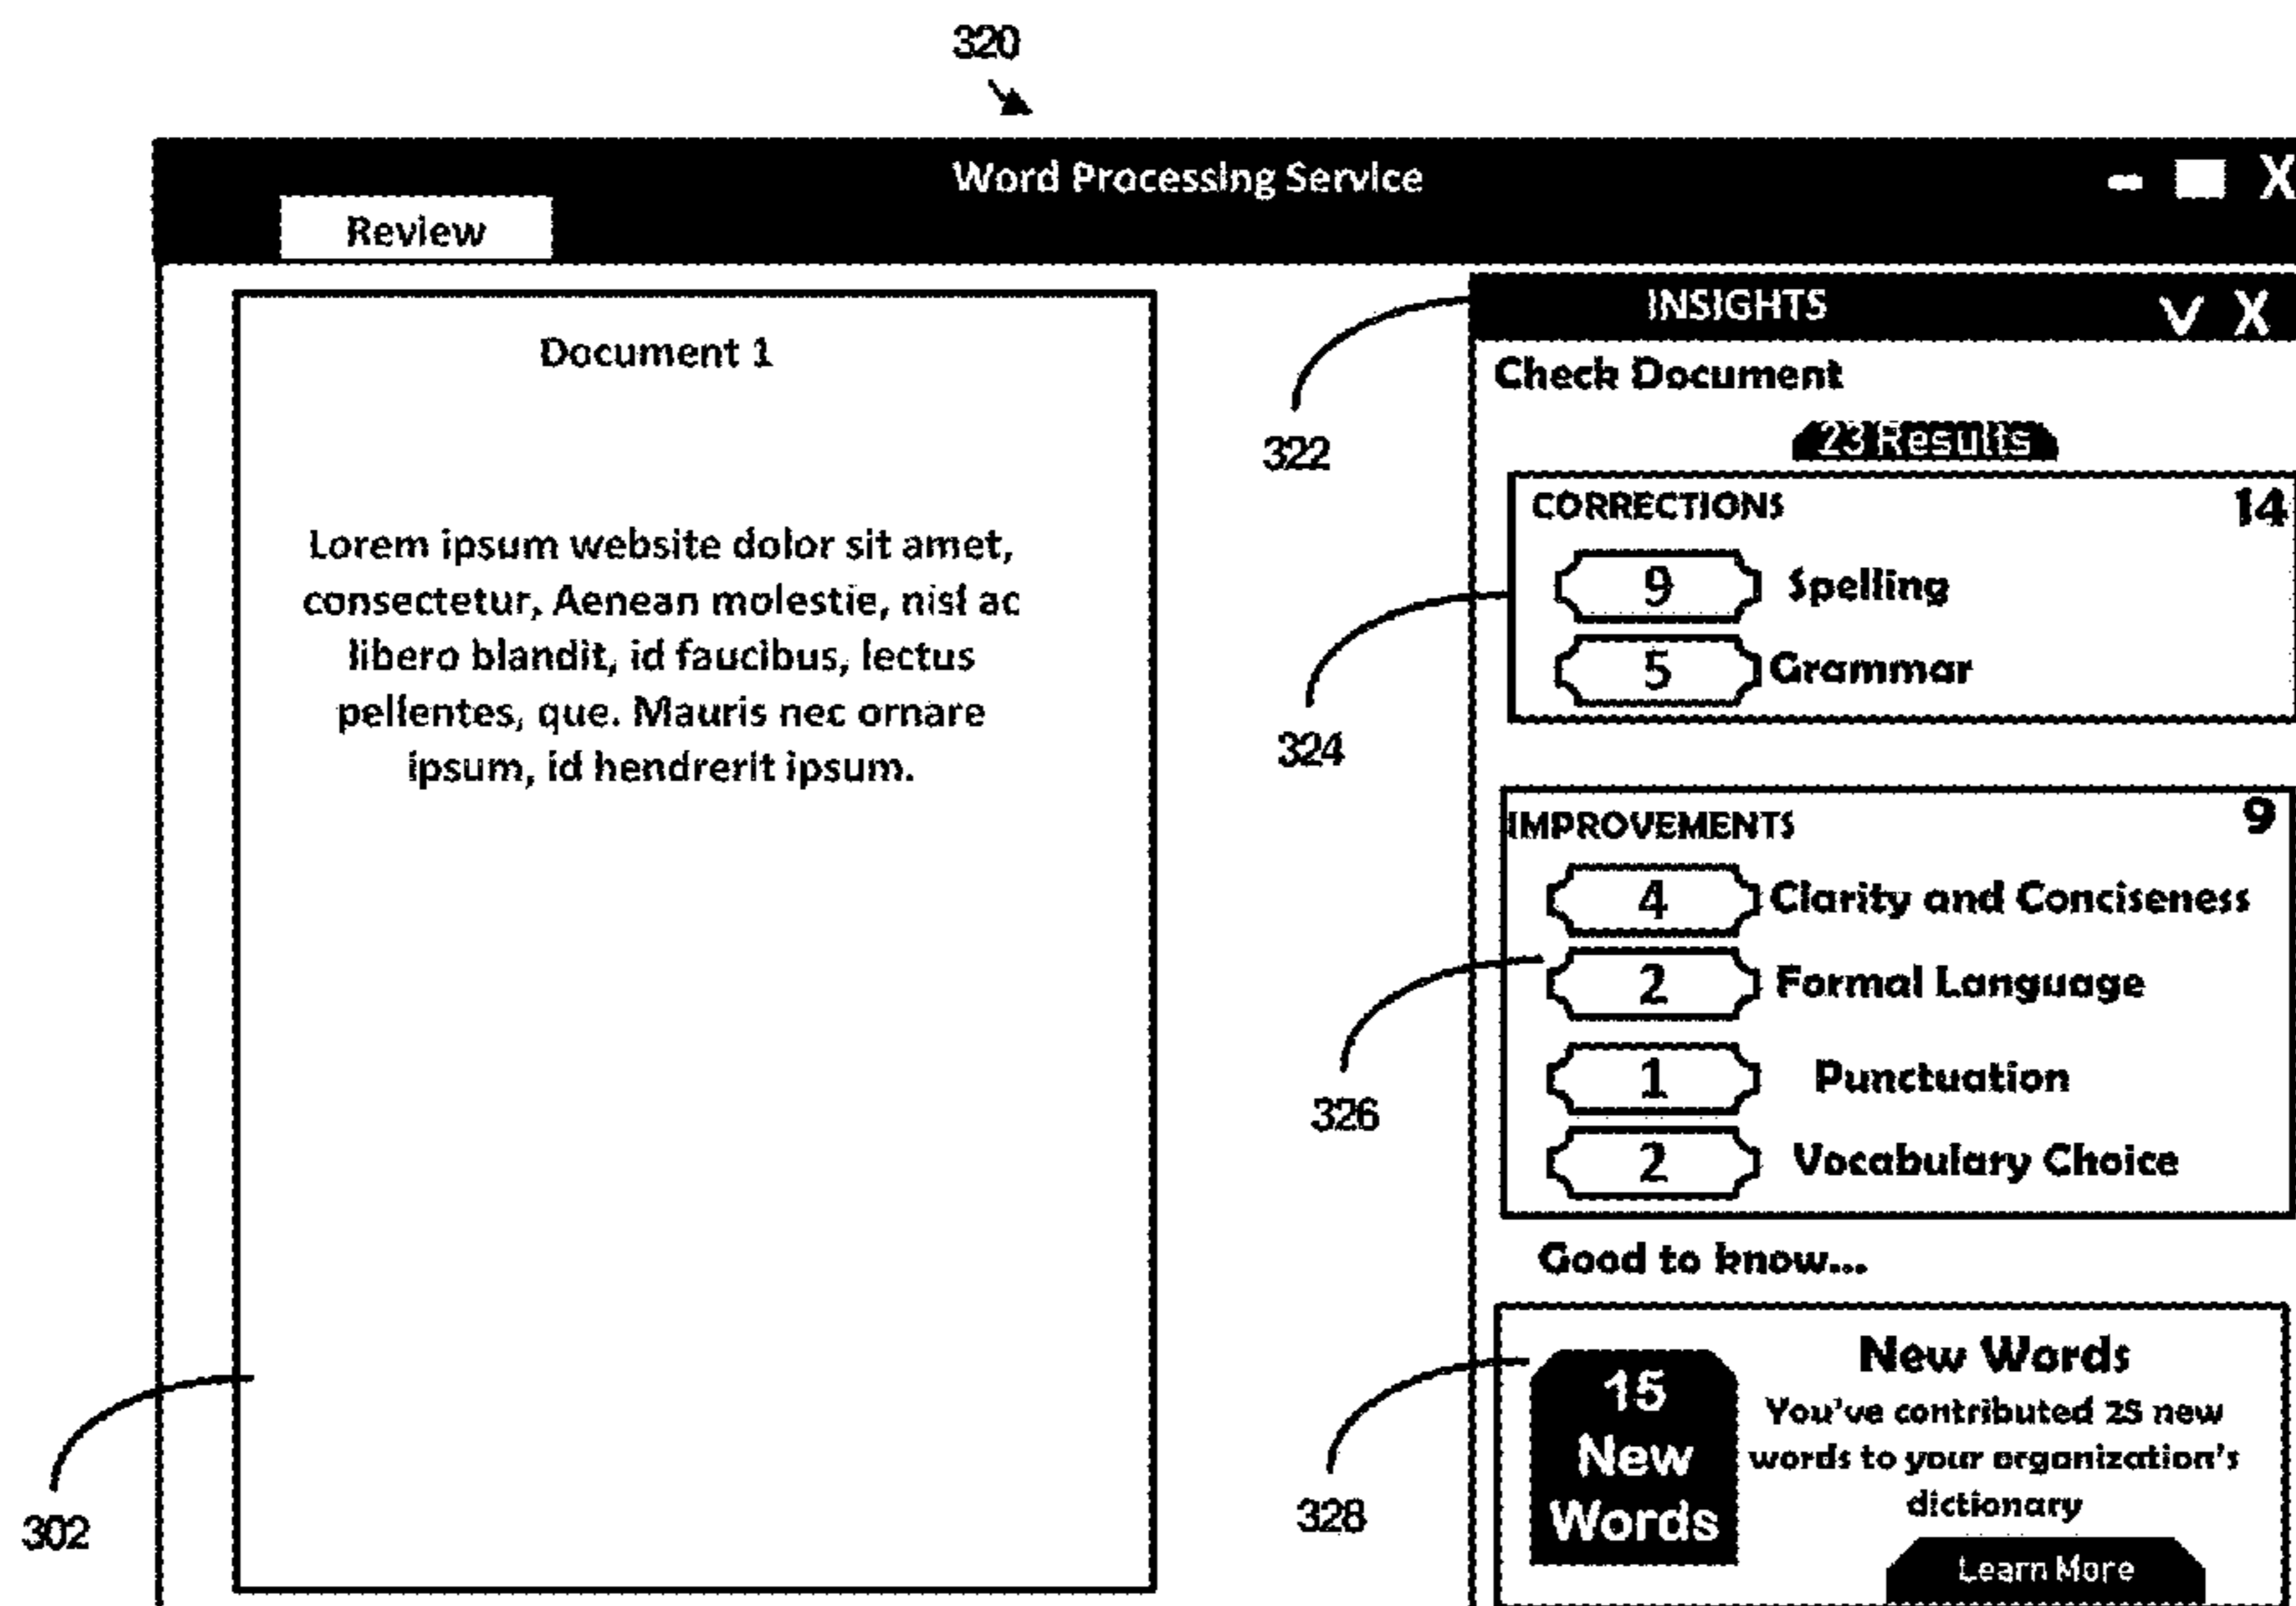 320
Word Processing Service
- X
Review
INSIGHTS V X
Document 1
Lorem ipsum website dolor sit amet,
consectetur, Aenean molestie, nisl ac
libero blandit, id faucibus, lectus
pellentes, que. Mauris nec ornare
ipsum, id hendrerit ipsum.
302
322
Check Document
23 Results
CORRECTIONS 14
9 Spelling
5 Grammar
324
IMPROVEMENTS 9
4 Clarity and Conciseness
2 Formal Language
1 Punctuation
2 Vocabulary Choice
326
Good to know...
15
New
Words
New Words
You've contributed 25 new
words to your organization's
dictionary
Learn More
328